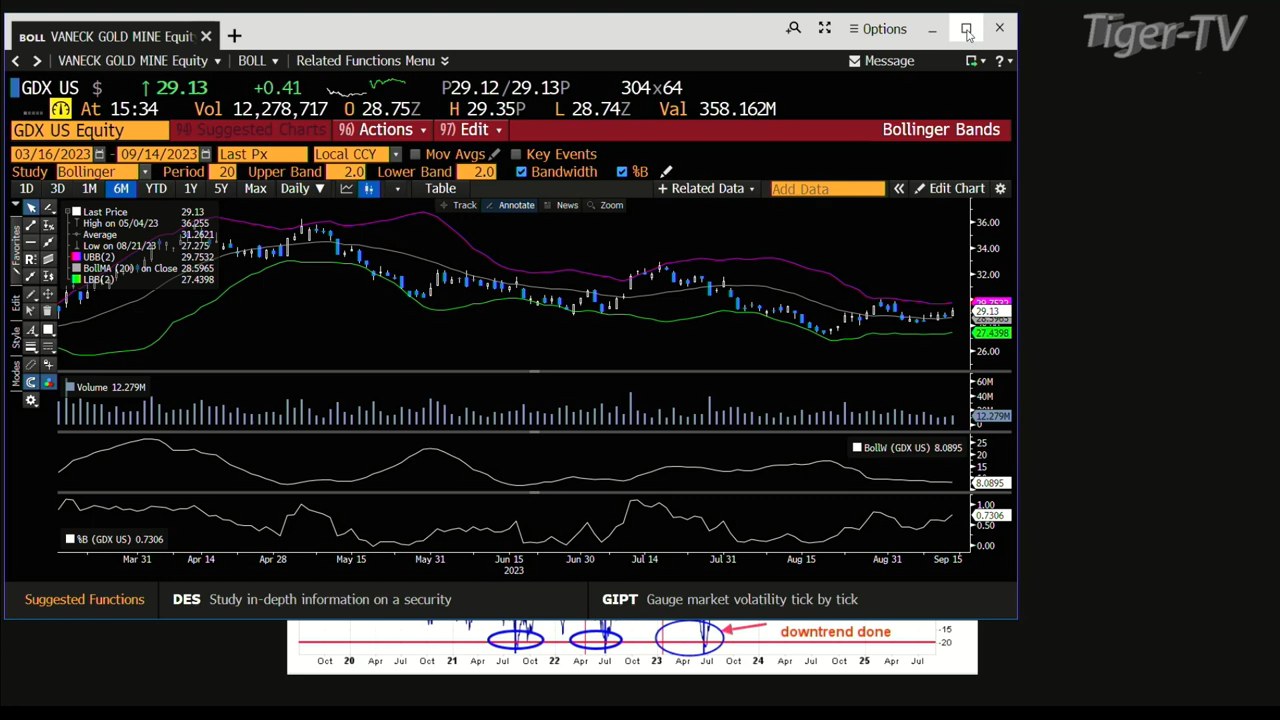 Tiger-TV
BOLL VANECK GOLD MINE Equit
Options
VANECK GOLD MINE Equity BOLL Related Functions Menu
Message ?
GDX US $ ↑ 29.13 +0.41 P29.12/29.13P 304x64
At 15:34 Vol 12,278,717 O 28.75Z H 29.35P L 28.74Z Val 358.162M
GDX US Equity 94) Suggested Charts 96) Actions 97) Edit Bollinger Bands
03/16/2023 - 09/14/2023 Last Px Local CCY Mov Avgs Key Events
Study Bollinger Period 20 Upper Band 2.0 Lower Band 2.0 Bandwidth %B
1D 3D 1M 6M YTD 1Y 5Y Max Daily ▼ Table + Related Data Add Data « Edit Chart
Track Annotate News Zoom
Favorites
Edit
Style
Modes
Last Price 29.13
High on 05/04/23 36.255
Average 31.2621
Low on 08/21/23 27.275
UBB(2) 29.7532
BollMA (20) on Close 28.5965
LBB(2) 27.4398
36.00
34.00
32.00
29.7532
29.13
28.5965
27.4398
26.00
Volume 12.279M
60M
40M
20M
12.279M
0
BollW (GDX US) 8.0895
25
20
15
8.0895
%B (GDX US) 0.7306
1.00
0.7306
0.50
0.00
Mar 31 Apr 14 Apr 28 May 15 May 31 Jun 15 Jun 30 Jul 14 Jul 31 Aug 15 Aug 31 Sep 15
2023
Suggested Functions DES Study in-depth information on a security GIPT Gauge market volatility tick by tick
downtrend done
-15
-20
Oct 20 Apr Jul Oct 21 Apr Jul Oct 22 Apr Jul Oct 23 Apr Jul Oct 24 Apr Jul Oct 25 Apr Jul